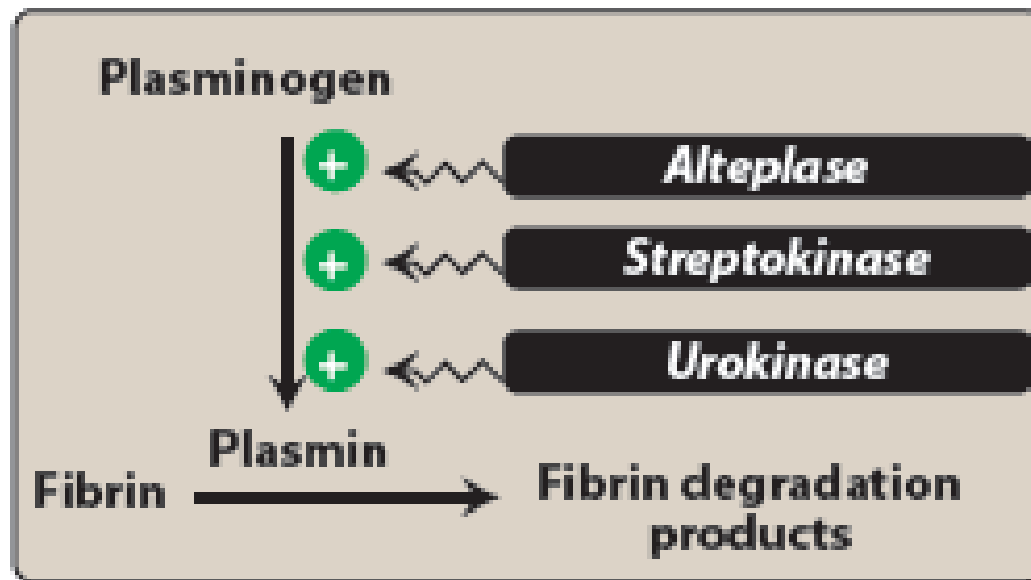 Plasminogen
Alteplase
Streptokinase
Urokinase
Plasmin
Fibrin
Fibrin degradation
products